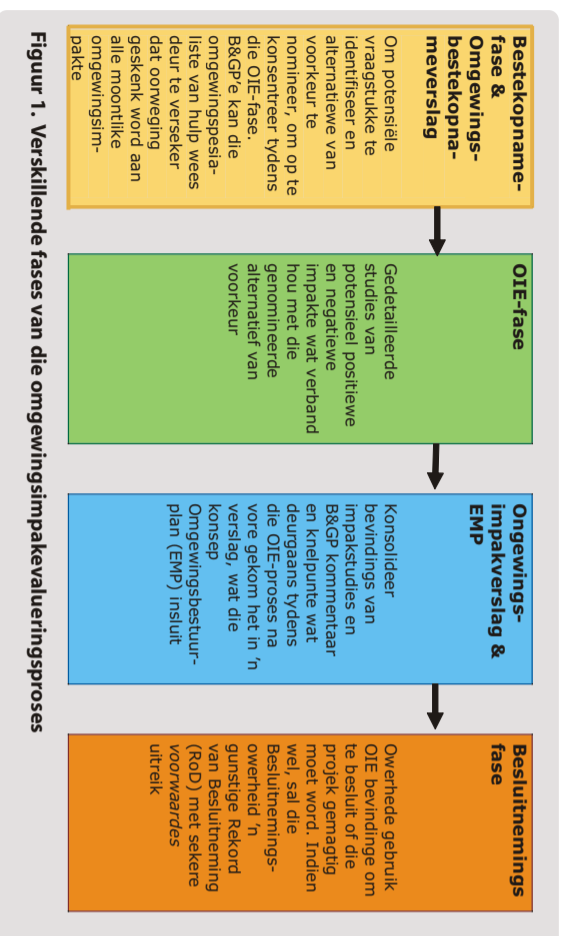 Bestekopname-
fase &
Omgewings-
bestekopna-
meverslag
Om potensiële
vraagstukke te
identifiseer en
alternatiewe van
voorkeur te
nomineer, om op te
konsentreer tydens
die OIE-fase.
B&GP’e kan die
omgewingspesia-
liste van hulp wees
deur te verseker
dat oorweging
geskenk word aan
alle moontlike
omgewingsim-
pakte
OIE-fase
Gedetailleerde
studies van
potensieel positiewe
en negatiewe
impakte wat verband
hou met die
genomineerde
alternatief van
voorkeur
Ongewings-
impakverslag &
EMP
Konsolideer
bevindings van
impakstudies en
B&GP kommentaar
en knelpunte wat
deurgaans tydens
die OIE-proses na
vore gekom het in ’n
verslag, wat die
konsep
Omgewingsbestuur-
plan (EMP) insluit
Besluitnemings
fase
Owerhede gebruik
OIE bevindinge om
te besluit of die
projek gemagtig
moet word. Indien
wel, sal die
Besluitnemings-
owerheid ’n
gunstige Rekord
van Besluitneming
(RoD) met sekere
voorwaardes
uitreik
Figuur 1. Verskillende fases van die omgewingsimpakevalueringsproses